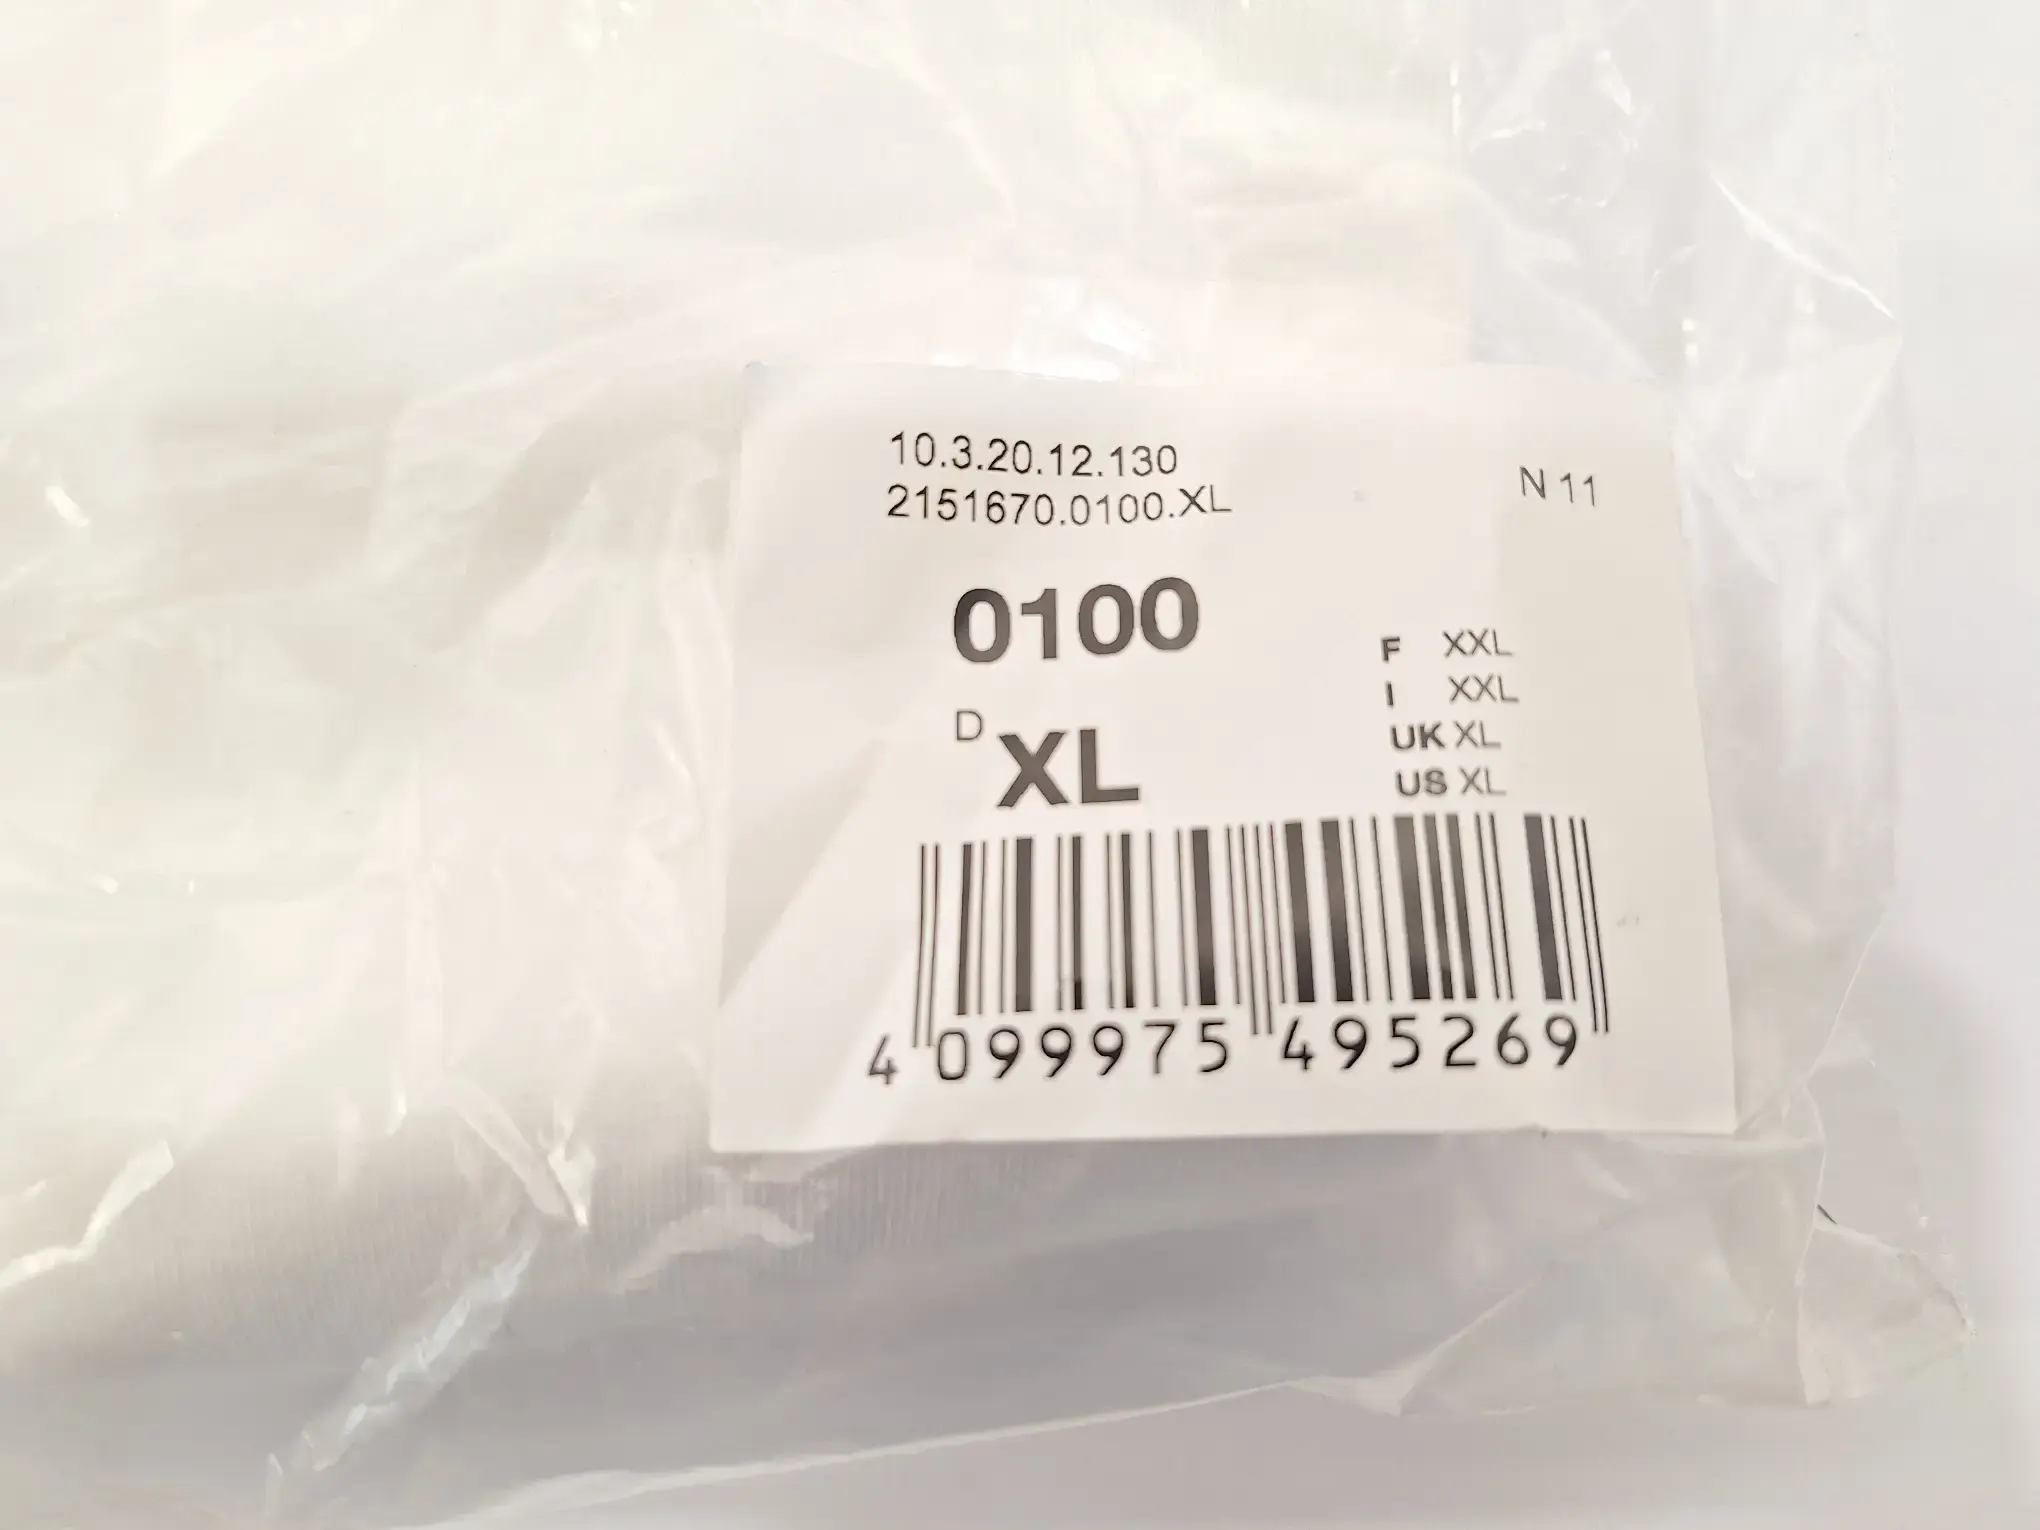 10.3.20.12.130
2151670.0100.XL
N 11
0100
D XL
F XXL
I XXL
UK XL
US XL
4 099975 495269